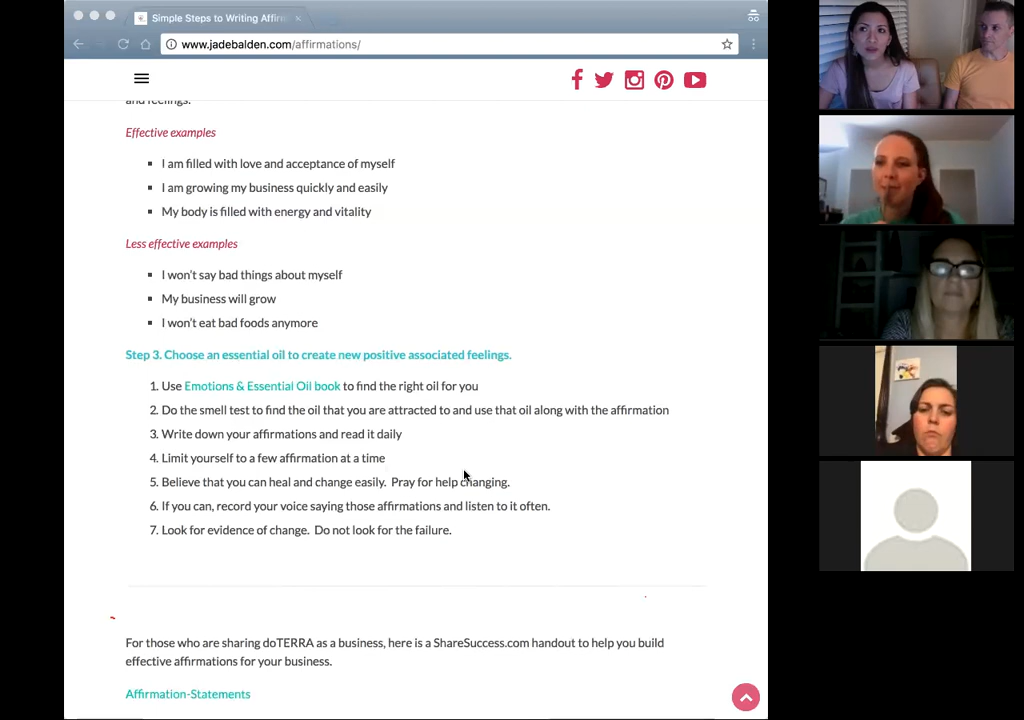 Simple Steps to Writing Affir
www.jadebalden.com/affirmations/
and feelings.
Effective examples
I am filled with love and acceptance of myself
I am growing my business quickly and easily
My body is filled with energy and vitality
Less effective examples
I won't say bad things about myself
My business will grow
I won't eat bad foods anymore
Step 3. Choose an essential oil to create new positive associated feelings.
1. Use Emotions & Essential Oil book to find the right oil for you
2. Do the smell test to find the oil that you are attracted to and use that oil along with the affirmation
3. Write down your affirmations and read it daily
4. Limit yourself to a few affirmation at a time
5. Believe that you can heal and change easily. Pray for help changing.
6. If you can, record your voice saying those affirmations and listen to it often.
7. Look for evidence of change. Do not look for the failure.
For those who are sharing doTERRA as a business, here is a ShareSuccess.com handout to help you build
effective affirmations for your business.
Affirmation-Statements